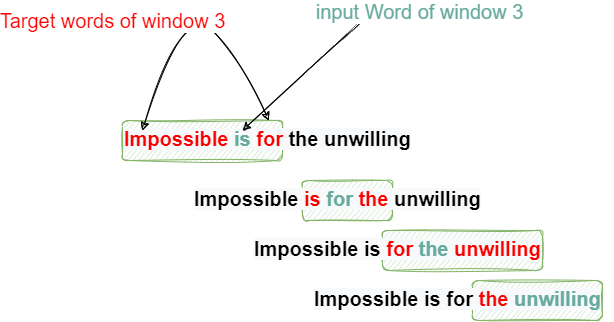 Target words of window 3
input Word of window 3
Impossible is for the unwilling
Impossible is for the unwilling
Impossible is for the unwilling
Impossible is for the unwilling